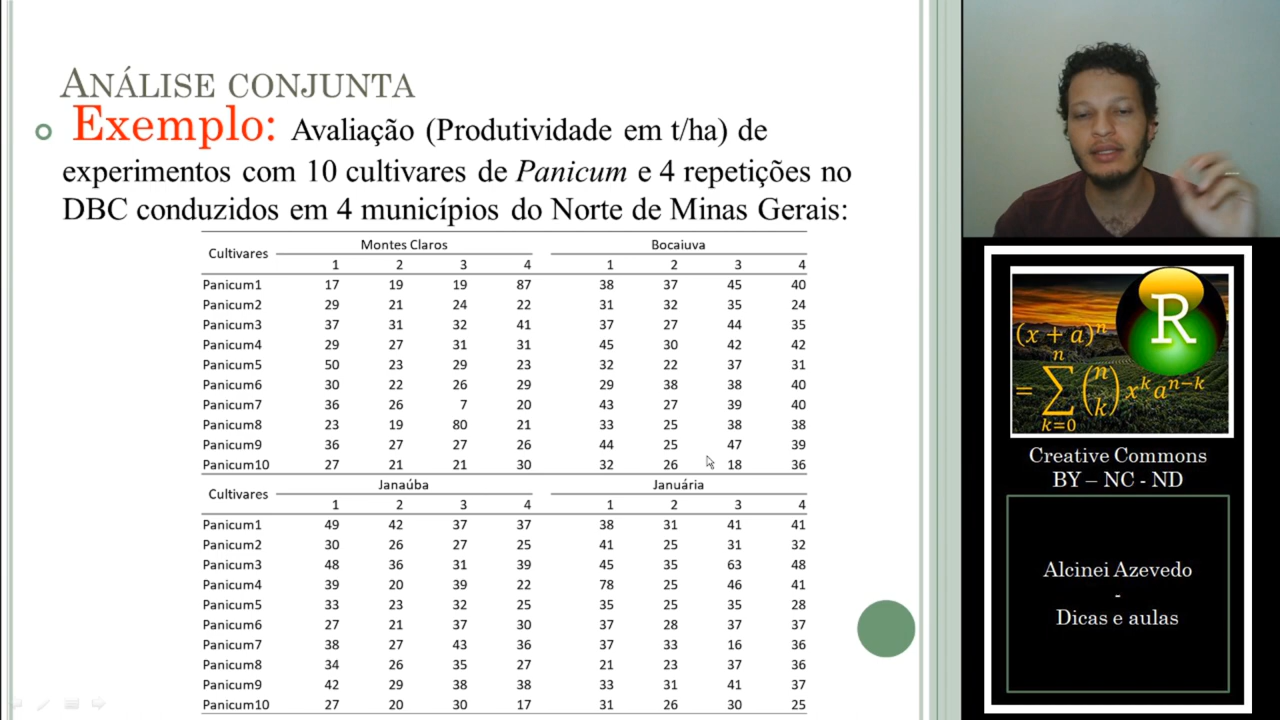 ANÁLISE CONJUNTA
Exemplo: Avaliação (Produtividade em t/ha) de
experimentos com 10 cultivares de Panicum e 4 repetições no
DBC conduzidos em 4 municípios do Norte de Minas Gerais:
Cultivares Montes Claros Bocaiuva
1 2 3 4 1 2 3 4
Panicum1 17 19 19 87 38 37 45 40
Panicum2 29 21 24 22 31 32 35 24
Panicum3 37 31 32 41 37 27 44 35
Panicum4 29 27 31 31 45 30 42 42
Panicum5 50 23 29 23 32 22 37 31
Panicum6 30 22 26 29 29 38 38 40
Panicum7 36 26 7 20 43 27 39 40
Panicum8 23 19 80 21 33 25 38 38
Panicum9 36 27 27 26 44 25 47 39
Panicum10 27 21 21 30 32 26 18 36
Cultivares Janaúba Januária
1 2 3 4 1 2 3 4
Panicum1 49 42 37 37 38 31 41 41
Panicum2 30 26 27 25 41 25 31 32
Panicum3 48 36 31 39 45 35 63 48
Panicum4 39 20 39 22 78 25 46 41
Panicum5 33 23 32 25 35 25 35 28
Panicum6 27 21 37 30 37 28 37 37
Panicum7 38 27 43 36 37 33 16 36
Panicum8 34 26 35 27 21 23 37 36
Panicum9 42 29 38 38 33 31 41 37
Panicum10 27 20 30 17 31 26 30 25
R
(x + a)^n
= ∑ n k=0 (n k) x^k a^{n−k}
Creative Commons
BY – NC - ND
Alcinei Azevedo
-
Dicas e aulas